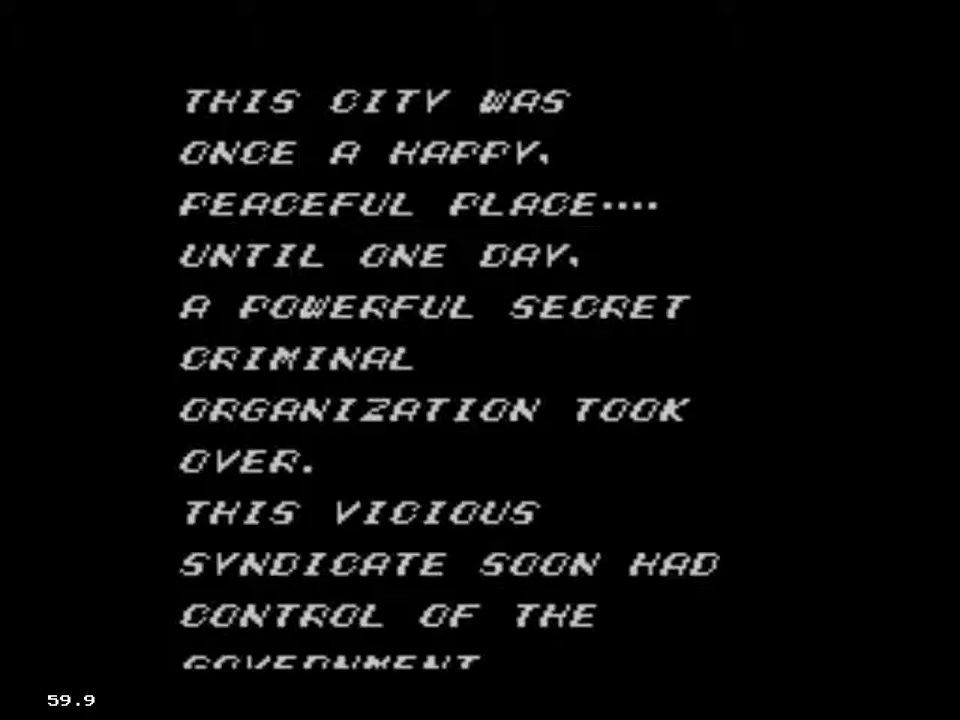 THIS CITY WAS
ONCE A HAPPY,
PEACEFUL PLACE····
UNTIL ONE DAY,
A POWERFUL SECRET
CRIMINAL
ORGANIZATION TOOK
OVER.
THIS VICIOUS
SYNDICATE SOON HAD
CONTROL OF THE
GOVERNMENT
59.9